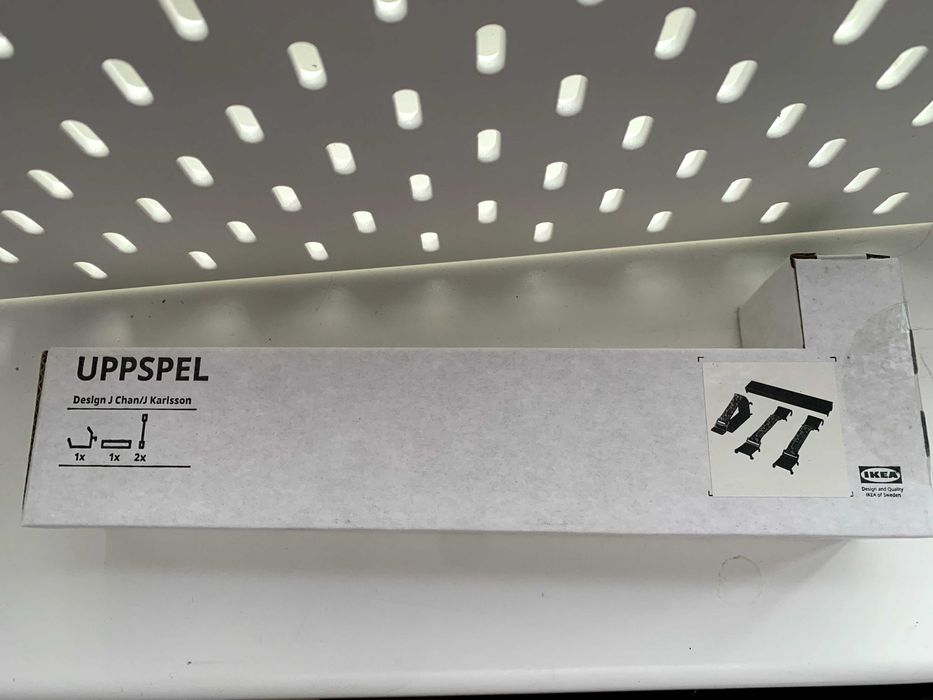 UPPSPEL
Design J Chan/J Karlsson
1x 1x 2x
IKEA
Design and Quality
IKEA of Sweden